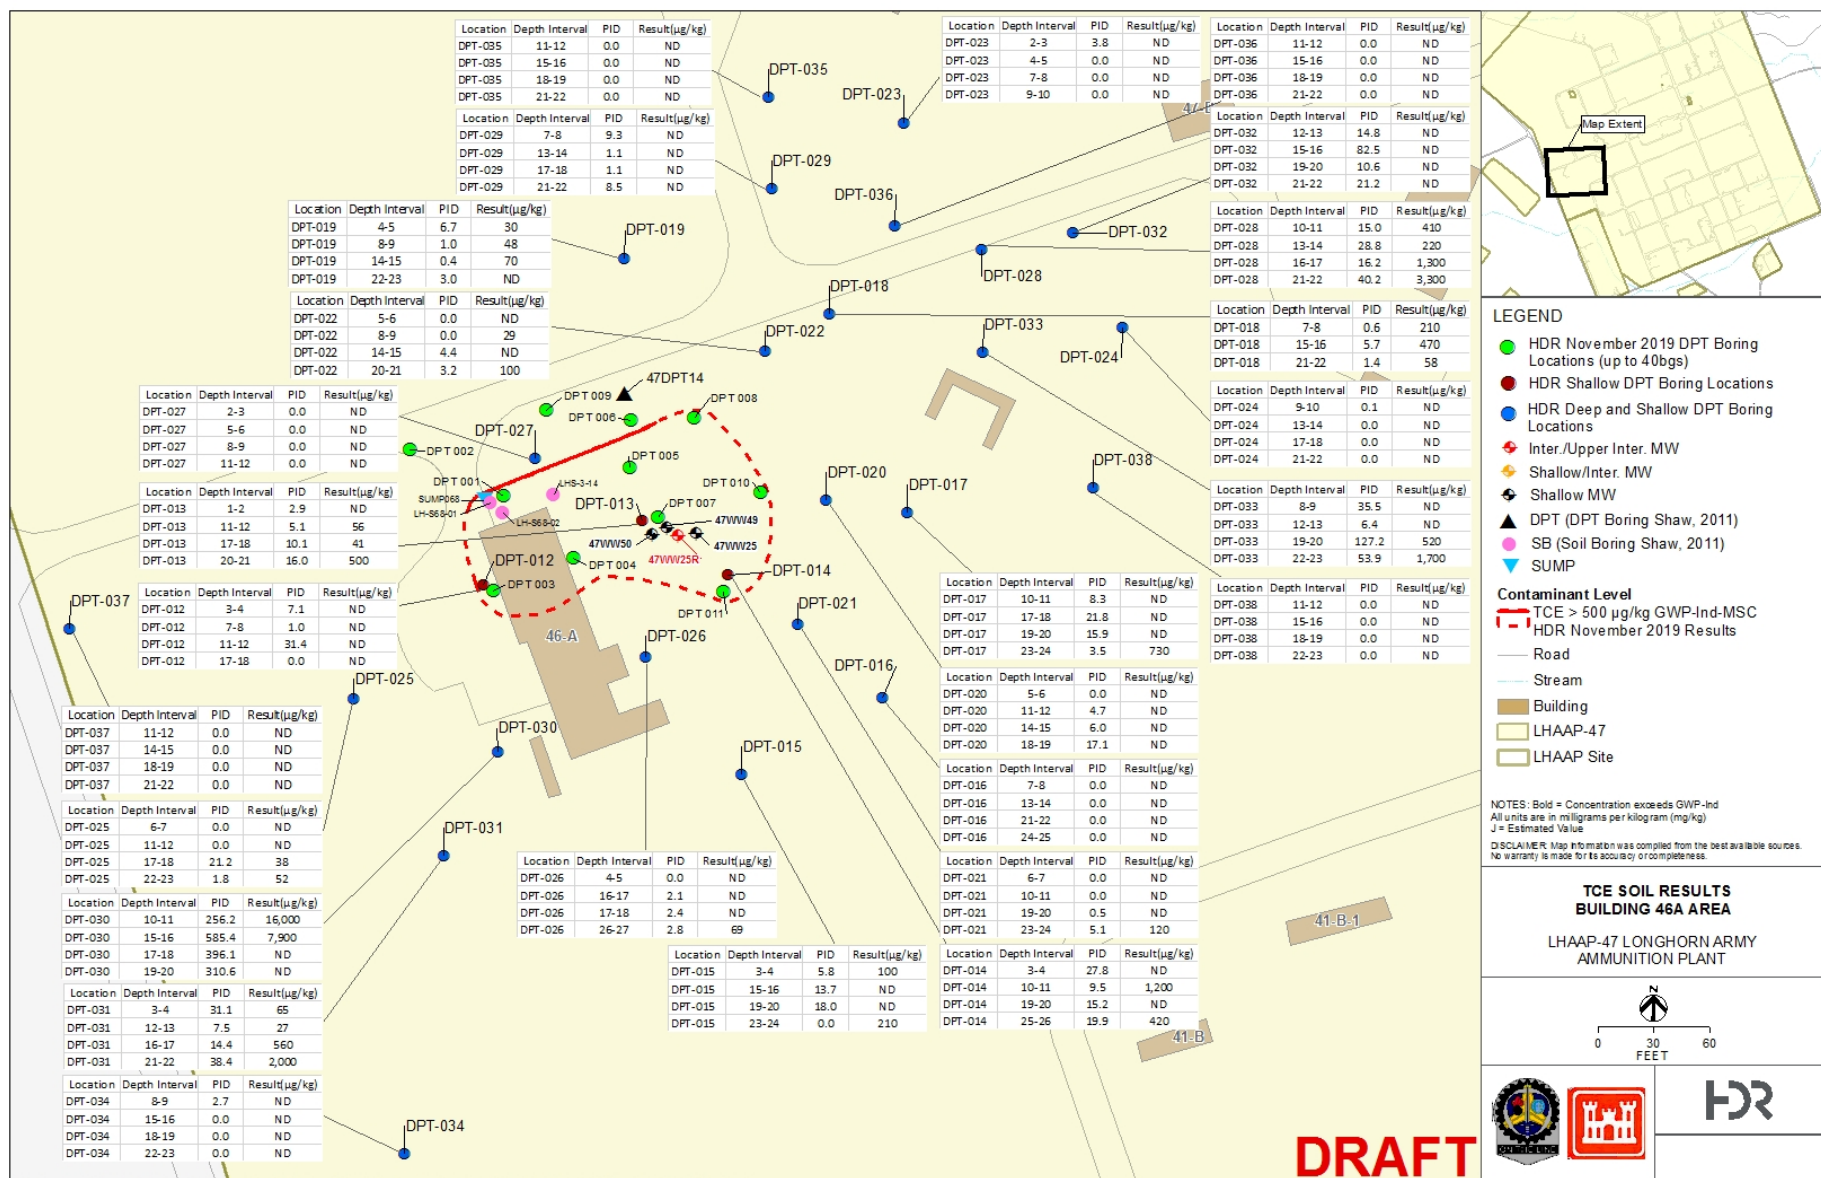 Location Depth Interval PID Result(µg/kg)
DPT-035 11-12 0.0 ND
DPT-035 15-16 0.0 ND
DPT-035 18-19 0.0 ND
DPT-035 21-22 0.0 ND
Location Depth Interval PID Result(µg/kg)
DPT-029 7-8 9.3 ND
DPT-029 13-14 1.1 ND
DPT-029 17-18 1.1 ND
DPT-029 21-22 8.5 ND
Location Depth Interval PID Result(µg/kg)
DPT-019 4-5 6.7 30
DPT-019 8-9 1.0 48
DPT-019 14-15 0.4 70
DPT-019 22-23 3.0 ND
Location Depth Interval PID Result(µg/kg)
DPT-022 5-6 0.0 ND
DPT-022 8-9 0.0 29
DPT-022 14-15 4.4 ND
DPT-022 20-21 3.2 100
Location Depth Interval PID Result(µg/kg)
DPT-027 2-3 0.0 ND
DPT-027 5-6 0.0 ND
DPT-027 8-9 0.0 ND
DPT-027 11-12 0.0 ND
Location Depth Interval PID Result(µg/kg)
DPT-013 1-2 2.9 ND
DPT-013 11-12 5.1 56
DPT-013 17-18 10.1 41
DPT-013 20-21 16.0 500
Location Depth Interval PID Result(µg/kg)
DPT-012 3-4 7.1 ND
DPT-012 7-8 1.0 ND
DPT-012 11-12 31.4 ND
DPT-012 17-18 0.0 ND
Location Depth Interval PID Result(µg/kg)
DPT-037 11-12 0.0 ND
DPT-037 14-15 0.0 ND
DPT-037 18-19 0.0 ND
DPT-037 21-22 0.0 ND
Location Depth Interval PID Result(µg/kg)
DPT-025 6-7 0.0 ND
DPT-025 11-12 0.0 ND
DPT-025 17-18 21.2 38
DPT-025 22-23 1.8 52
Location Depth Interval PID Result(µg/kg)
DPT-030 10-11 256.2 16,000
DPT-030 15-16 585.4 7,900
DPT-030 17-18 396.1 ND
DPT-030 19-20 310.6 ND
Location Depth Interval PID Result(µg/kg)
DPT-031 3-4 31.1 65
DPT-031 12-13 7.5 27
DPT-031 16-17 14.4 560
DPT-031 21-22 38.4 2,000
Location Depth Interval PID Result(µg/kg)
DPT-034 8-9 2.7 ND
DPT-034 15-16 0.0 ND
DPT-034 18-19 0.0 ND
DPT-034 22-23 0.0 ND
Location Depth Interval PID Result(µg/kg)
DPT-026 4-5 0.0 ND
DPT-026 16-17 2.1 ND
DPT-026 17-18 2.4 ND
DPT-026 26-27 2.8 69
Location Depth Interval PID Result(µg/kg)
DPT-015 3-4 5.8 100
DPT-015 15-16 13.7 ND
DPT-015 19-20 18.0 ND
DPT-015 23-24 0.0 210
Location Depth Interval PID Result(µg/kg)
DPT-023 2-3 3.8 ND
DPT-023 4-5 0.0 ND
DPT-023 7-8 0.0 ND
DPT-023 9-10 0.0 ND
Location Depth Interval PID Result(µg/kg)
DPT-017 10-11 8.3 ND
DPT-017 17-18 21.8 ND
DPT-017 19-20 15.9 ND
DPT-017 23-24 3.5 730
Location Depth Interval PID Result(µg/kg)
DPT-020 5-6 0.0 ND
DPT-020 11-12 4.7 ND
DPT-020 14-15 6.0 ND
DPT-020 18-19 17.1 ND
Location Depth Interval PID Result(µg/kg)
DPT-016 7-8 0.0 ND
DPT-016 13-14 0.0 ND
DPT-016 21-22 0.0 ND
DPT-016 24-25 0.0 ND
Location Depth Interval PID Result(µg/kg)
DPT-021 6-7 0.0 ND
DPT-021 10-11 0.0 ND
DPT-021 19-20 0.5 ND
DPT-021 23-24 5.1 120
Location Depth Interval PID Result(µg/kg)
DPT-014 3-4 27.8 ND
DPT-014 10-11 9.5 1,200
DPT-014 19-20 15.2 ND
DPT-014 25-26 19.9 420
Location Depth Interval PID Result(µg/kg)
DPT-036 11-12 0.0 ND
DPT-036 15-16 0.0 ND
DPT-036 18-19 0.0 ND
DPT-036 21-22 0.0 ND
Location Depth Interval PID Result(µg/kg)
DPT-032 12-13 14.8 ND
DPT-032 15-16 82.5 ND
DPT-032 19-20 10.6 ND
DPT-032 21-22 21.2 ND
Location Depth Interval PID Result(µg/kg)
DPT-028 10-11 15.0 410
DPT-028 13-14 28.8 220
DPT-028 16-17 16.2 1,300
DPT-028 21-22 40.2 3,300
Location Depth Interval PID Result(µg/kg)
DPT-018 7-8 0.6 210
DPT-018 15-16 5.7 470
DPT-018 21-22 1.4 58
Location Depth Interval PID Result(µg/kg)
DPT-024 9-10 0.1 ND
DPT-024 13-14 0.0 ND
DPT-024 17-18 0.0 ND
DPT-024 21-22 0.0 ND
Location Depth Interval PID Result(µg/kg)
DPT-033 8-9 35.5 ND
DPT-033 12-13 6.4 ND
DPT-033 19-20 127.2 520
DPT-033 22-23 53.9 1,700
Location Depth Interval PID Result(µg/kg)
DPT-038 11-12 0.0 ND
DPT-038 15-16 0.0 ND
DPT-038 18-19 0.0 ND
DPT-038 22-23 0.0 ND
DPT-035
DPT-023
DPT-029
DPT-036
DPT-019
DPT-032
DPT-028
DPT-018
DPT-022
DPT-033
DPT-024
47DPT14
DPT 009
DPT 006
DPT 008
DPT-027
DPT 002
DPT 005
DPT 001
LHS-3-14
SUMP068
LH-S68-01
LH-S68-02
DPT-013
DPT 007
DPT 010
47WW49
47WW50
47WW25
47WW25R
DPT-020
DPT-017
DPT-038
DPT-012
DPT 003
DPT 004
DPT-014
DPT 011
DPT-021
46-A
DPT-026
DPT-016
DPT-037
DPT-025
DPT-030
DPT-015
DPT-031
DPT-034
41-B-1
41-B
DRAFT
Map Extent
LEGEND
HDR November 2019 DPT Boring
Locations (up to 40bgs)
HDR Shallow DPT Boring Locations
HDR Deep and Shallow DPT Boring
Locations
Inter./Upper Inter. MW
Shallow/Inter. MW
Shallow MW
DPT (DPT Boring Shaw, 2011)
SB (Soil Boring Shaw, 2011)
SUMP
Contaminant Level
TCE > 500 µg/kg GWP-Ind-MSC
HDR November 2019 Results
Road
Stream
Building
LHAAP-47
LHAAP Site
NOTES: Bold = Concentration exceeds GWP-Ind
All units are in milligrams per kilogram (mg/kg)
J = Estimated Value
DISCLAIMER: Map information was compiled from the best available sources.
No warranty is made for its accuracy or completeness.
TCE SOIL RESULTS
BUILDING 46A AREA
LHAAP-47 LONGHORN ARMY
AMMUNITION PLANT
N
0 30 60
FEET
HDR